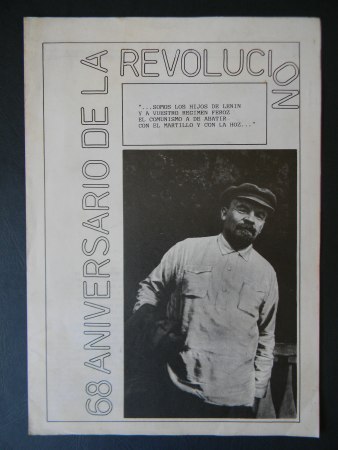 68 ANIVERSARIO DE LA
REVOLUCION
"...SOMOS LOS HIJOS DE LENIN
Y A VUESTRO REGIMEN FEROZ
EL COMUNISMO A DE ABATIR
CON EL MARTILLO Y CON LA HOZ..."